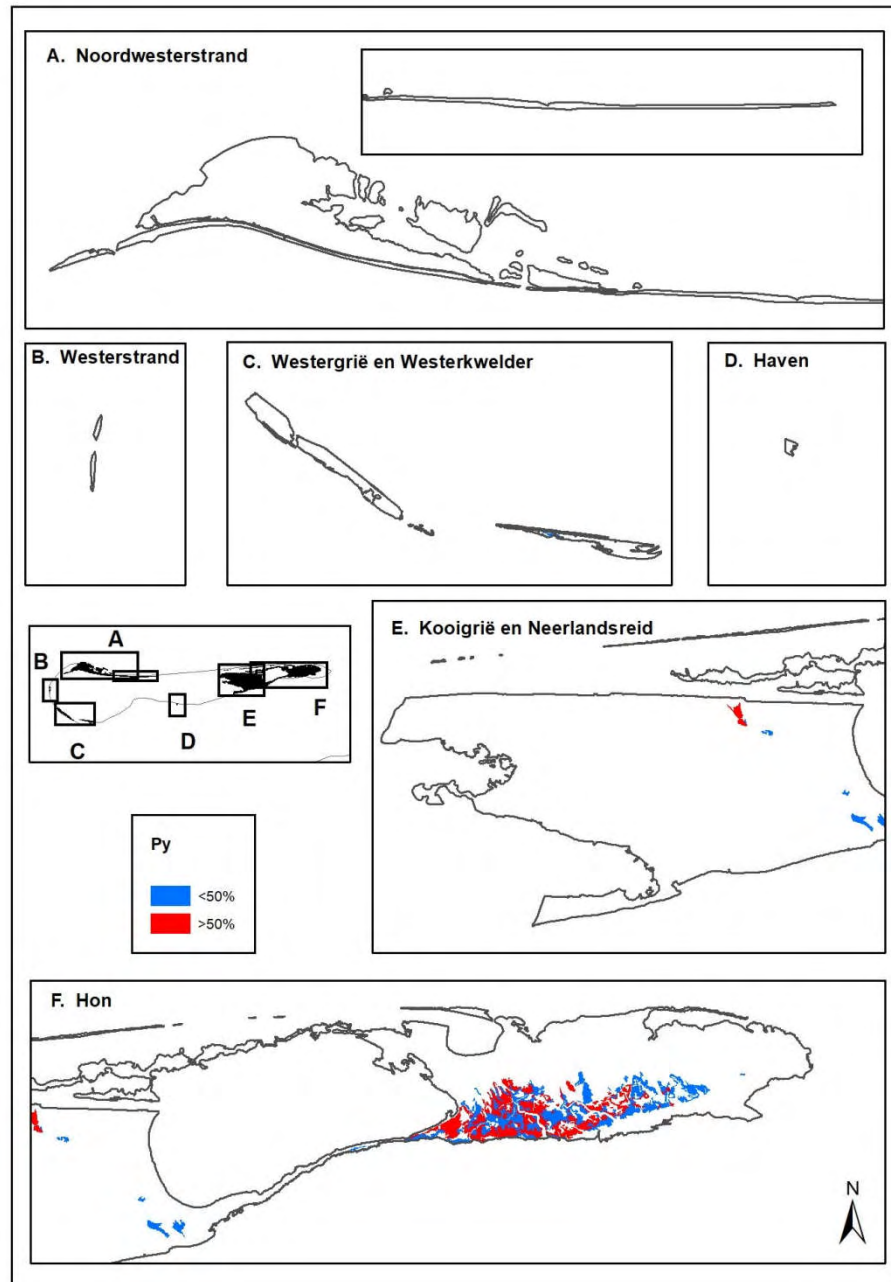 A. Noordwesterstrand
B. Westerstrand
C. Westergrië en Westerkwelder
D. Haven
A
B
C
D
E
F
E. Kooigrië en Neerlandsreid
Py
<50%
>50%
F. Hon
N